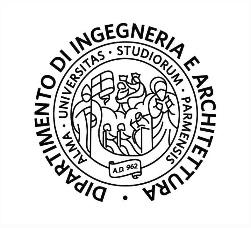 DIPARTIMENTO DI INGEGNERIA E ARCHITETTURA •
ALMA • UNIVERSITAS • STUDIORUM • PARMENSIS
A.D. 962